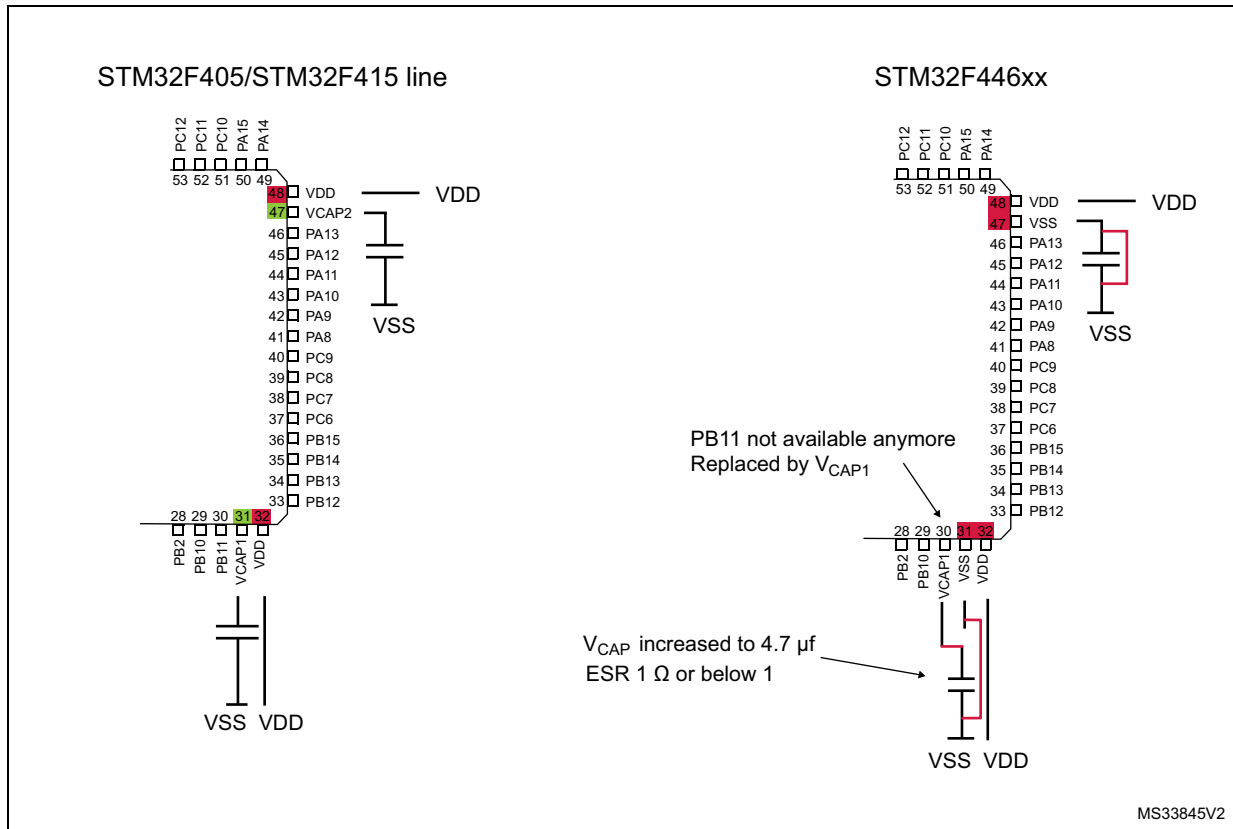 STM32F405/STM32F415 line
PC12
PC11
PC10
PA15
PA14
53 52 51 50 49
48 VDD
VDD
47 VCAP2
46 PA13
45 PA12
44 PA11
43 PA10
42 PA9
41 PA8
40 PC9
39 PC8
38 PC7
37 PC6
36 PB15
35 PB14
34 PB13
33 PB12
VSS
28 29 30 31 32
PB2
PB10
PB11
VCAP1
VDD
VSS VDD
STM32F446xx
PC12
PC11
PC10
PA15
PA14
53 52 51 50 49
48 VDD
VDD
47 VSS
46 PA13
45 PA12
44 PA11
43 PA10
42 PA9
41 PA8
40 PC9
39 PC8
38 PC7
37 PC6
36 PB15
35 PB14
34 PB13
33 PB12
VSS
PB11 not available anymore
Replaced by VCAP1
28 29 30 31 32
PB2
PB10
VCAP1
VSS
VDD
VCAP increased to 4.7 µf
ESR 1 Ω or below 1
VSS VDD
MS33845V2